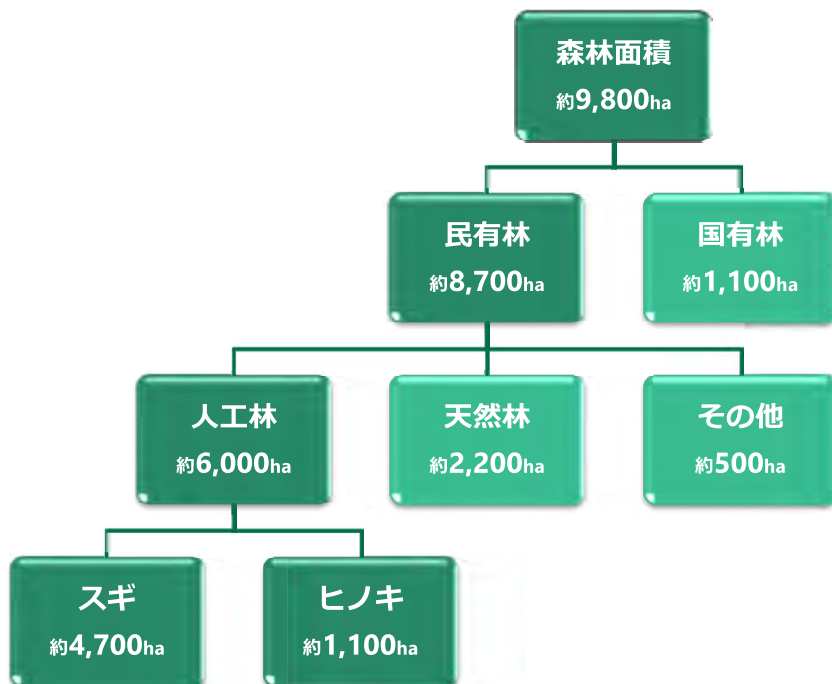 森林面積
約9,800ha
民有林
約8,700ha
国有林
約1,100ha
人工林
約6,000ha
天然林
約2,200ha
その他
約500ha
スギ
約4,700ha
ヒノキ
約1,100ha